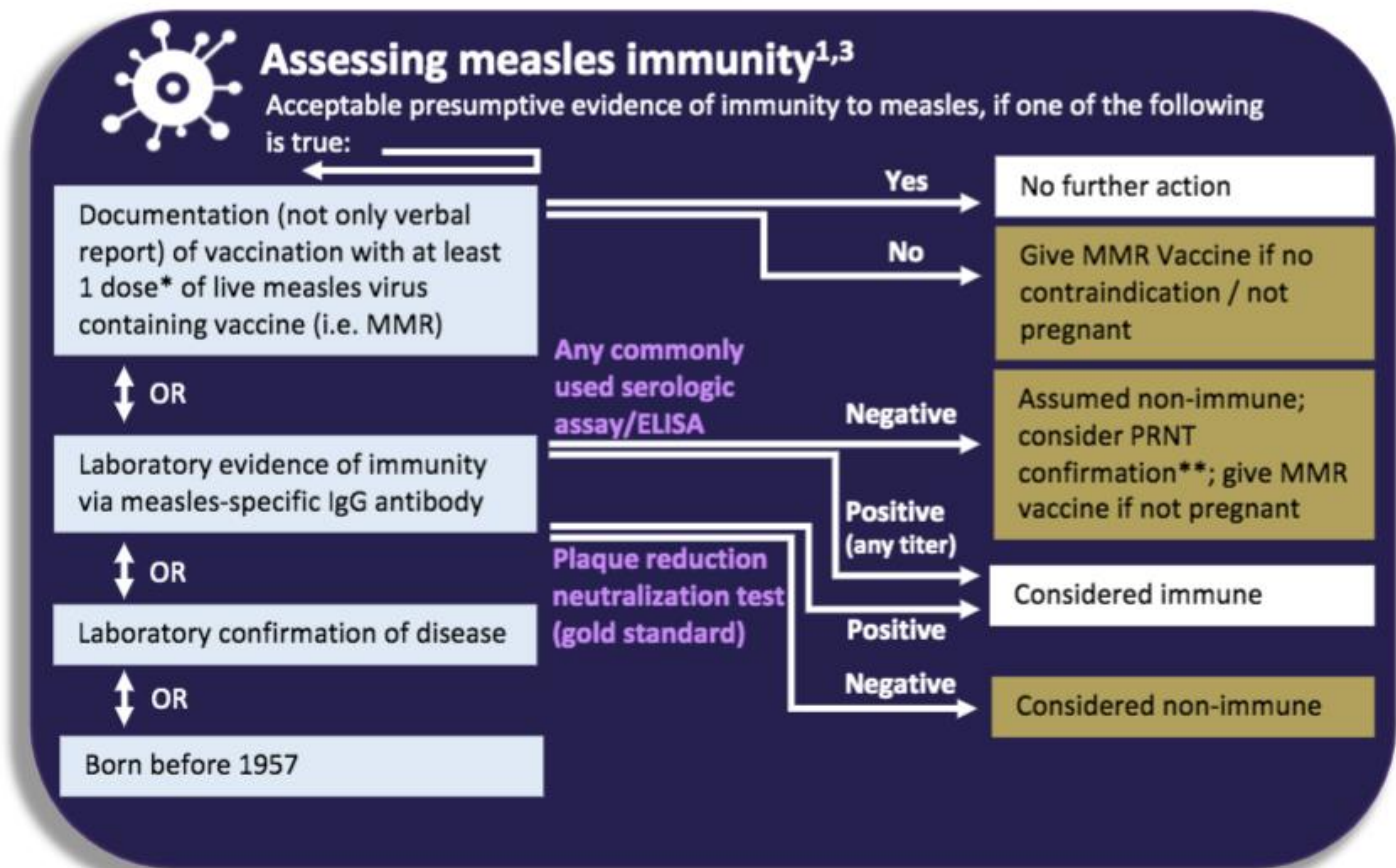 Assessing measles immunity1,3
Acceptable presumptive evidence of immunity to measles, if one of the following
is true:
Documentation (not only verbal
report) of vaccination with at least
1 dose* of live measles virus
containing vaccine (i.e. MMR)
Yes
No further action
No
Give MMR Vaccine if no
contraindication / not
pregnant
OR
Laboratory evidence of immunity
via measles-specific IgG antibody
Any commonly
used serologic
assay/ELISA
Negative
Assumed non-immune;
consider PRNT
confirmation**; give MMR
vaccine if not pregnant
Positive
(any titer)
Considered immune
Plaque reduction
neutralization test
(gold standard)
Positive
Negative
Considered non-immune
OR
Laboratory confirmation of disease
OR
Born before 1957